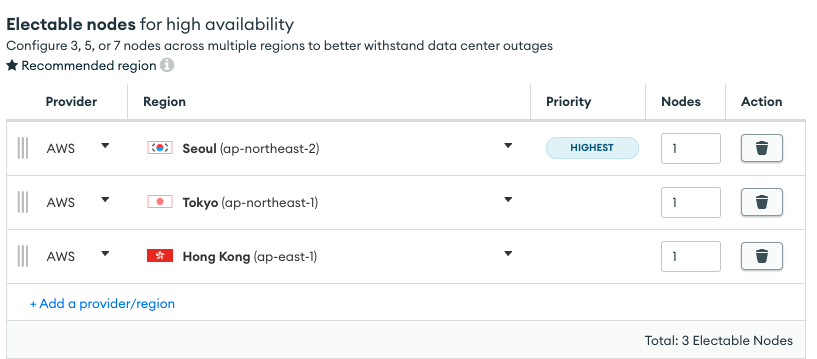 Electable nodes for high availability
Configure 3, 5, or 7 nodes across multiple regions to better withstand data center outages
★ Recommended region
Provider Region Priority Nodes Action
AWS Seoul (ap-northeast-2) HIGHEST 1
AWS Tokyo (ap-northeast-1) 1
AWS Hong Kong (ap-east-1) 1
+ Add a provider/region
Total: 3 Electable Nodes